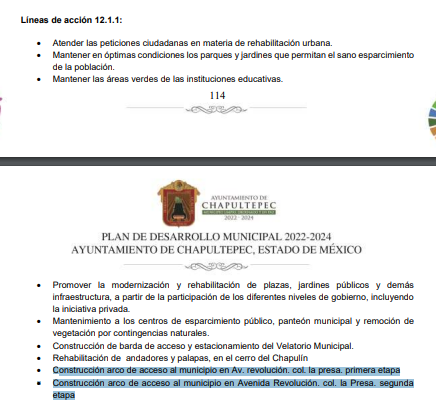 Líneas de acción 12.1.1:
• Atender las peticiones ciudadanas en materia de rehabilitación urbana.
• Mantener en óptimas condiciones los parques y jardines que permitan el sano esparcimiento
de la población.
• Mantener las áreas verdes de las instituciones educativas.
114
AYUNTAMIENTO DE
CHAPULTEPEC
2022 - 2024
PLAN DE DESARROLLO MUNICIPAL 2022-2024
AYUNTAMIENTO DE CHAPULTEPEC, ESTADO DE MÉXICO
• Promover la modernización y rehabilitación de plazas, jardines públicos y demás
infraestructura, a partir de la participación de los diferentes niveles de gobierno, incluyendo
la iniciativa privada.
• Mantenimiento a los centros de esparcimiento público, panteón municipal y remoción de
vegetación por contingencias naturales.
• Construcción de barda de acceso y estacionamiento del Velatorio Municipal.
• Rehabilitación de andadores y palapas, en el cerro del Chapulín
• Construcción arco de acceso al municipio en Av. revolución. col. la presa. primera etapa
• Construcción arco de acceso al municipio en Avenida Revolución. col. la Presa. segunda
etapa